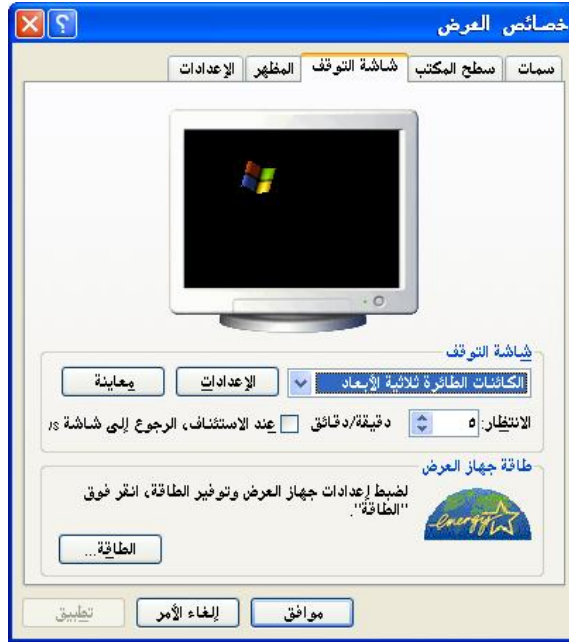 خصائص العرض
سمات
سطح المكتب
شاشة التوقف
المظهر
الإعدادات
شاشة التوقف
الكائنات الطائرة ثلاثية الأبعاد
الإعدادات
معاينة
الانتظار: ٥ دقيقة/دقائق عند الاستئناف، الرجوع إلى شاشة
طاقة جهاز العرض
energy
لضبط إعدادات جهاز العرض وتوفير الطاقة، انقر فوق
"الطاقة".
الطاقة...
موافق
إلغاء الأمر
تطبيق